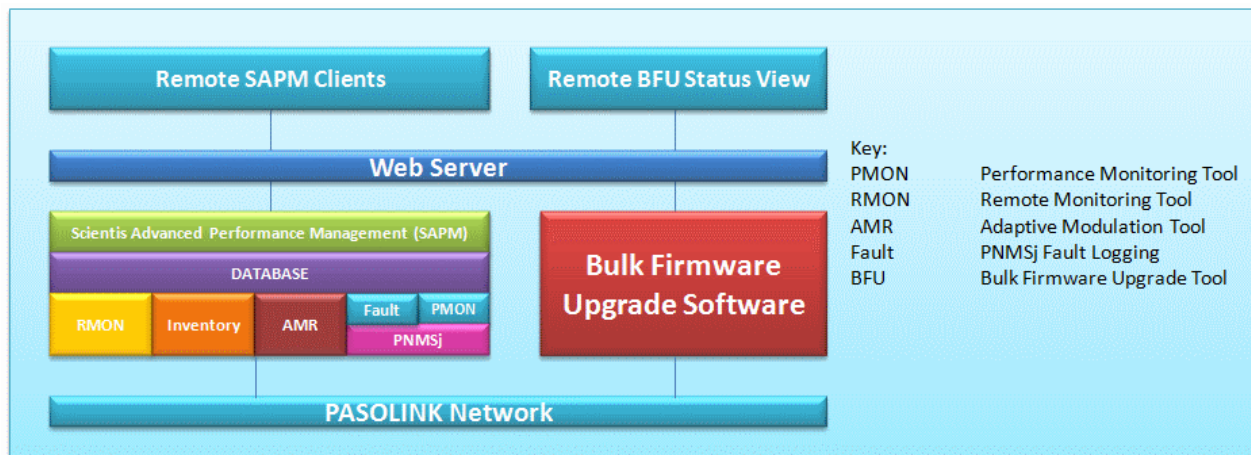 Remote SAPM Clients
Remote BFU Status View
Web Server
Scientis Advanced Performance Management (SAPM)
DATABASE
RMON
Inventory
AMR
Fault
PMON
PNMSj
Bulk Firmware
Upgrade Software
PASOLINK Network
Key:
PMON Performance Monitoring Tool
RMON Remote Monitoring Tool
AMR Adaptive Modulation Tool
Fault PNMSj Fault Logging
BFU Bulk Firmware Upgrade Tool